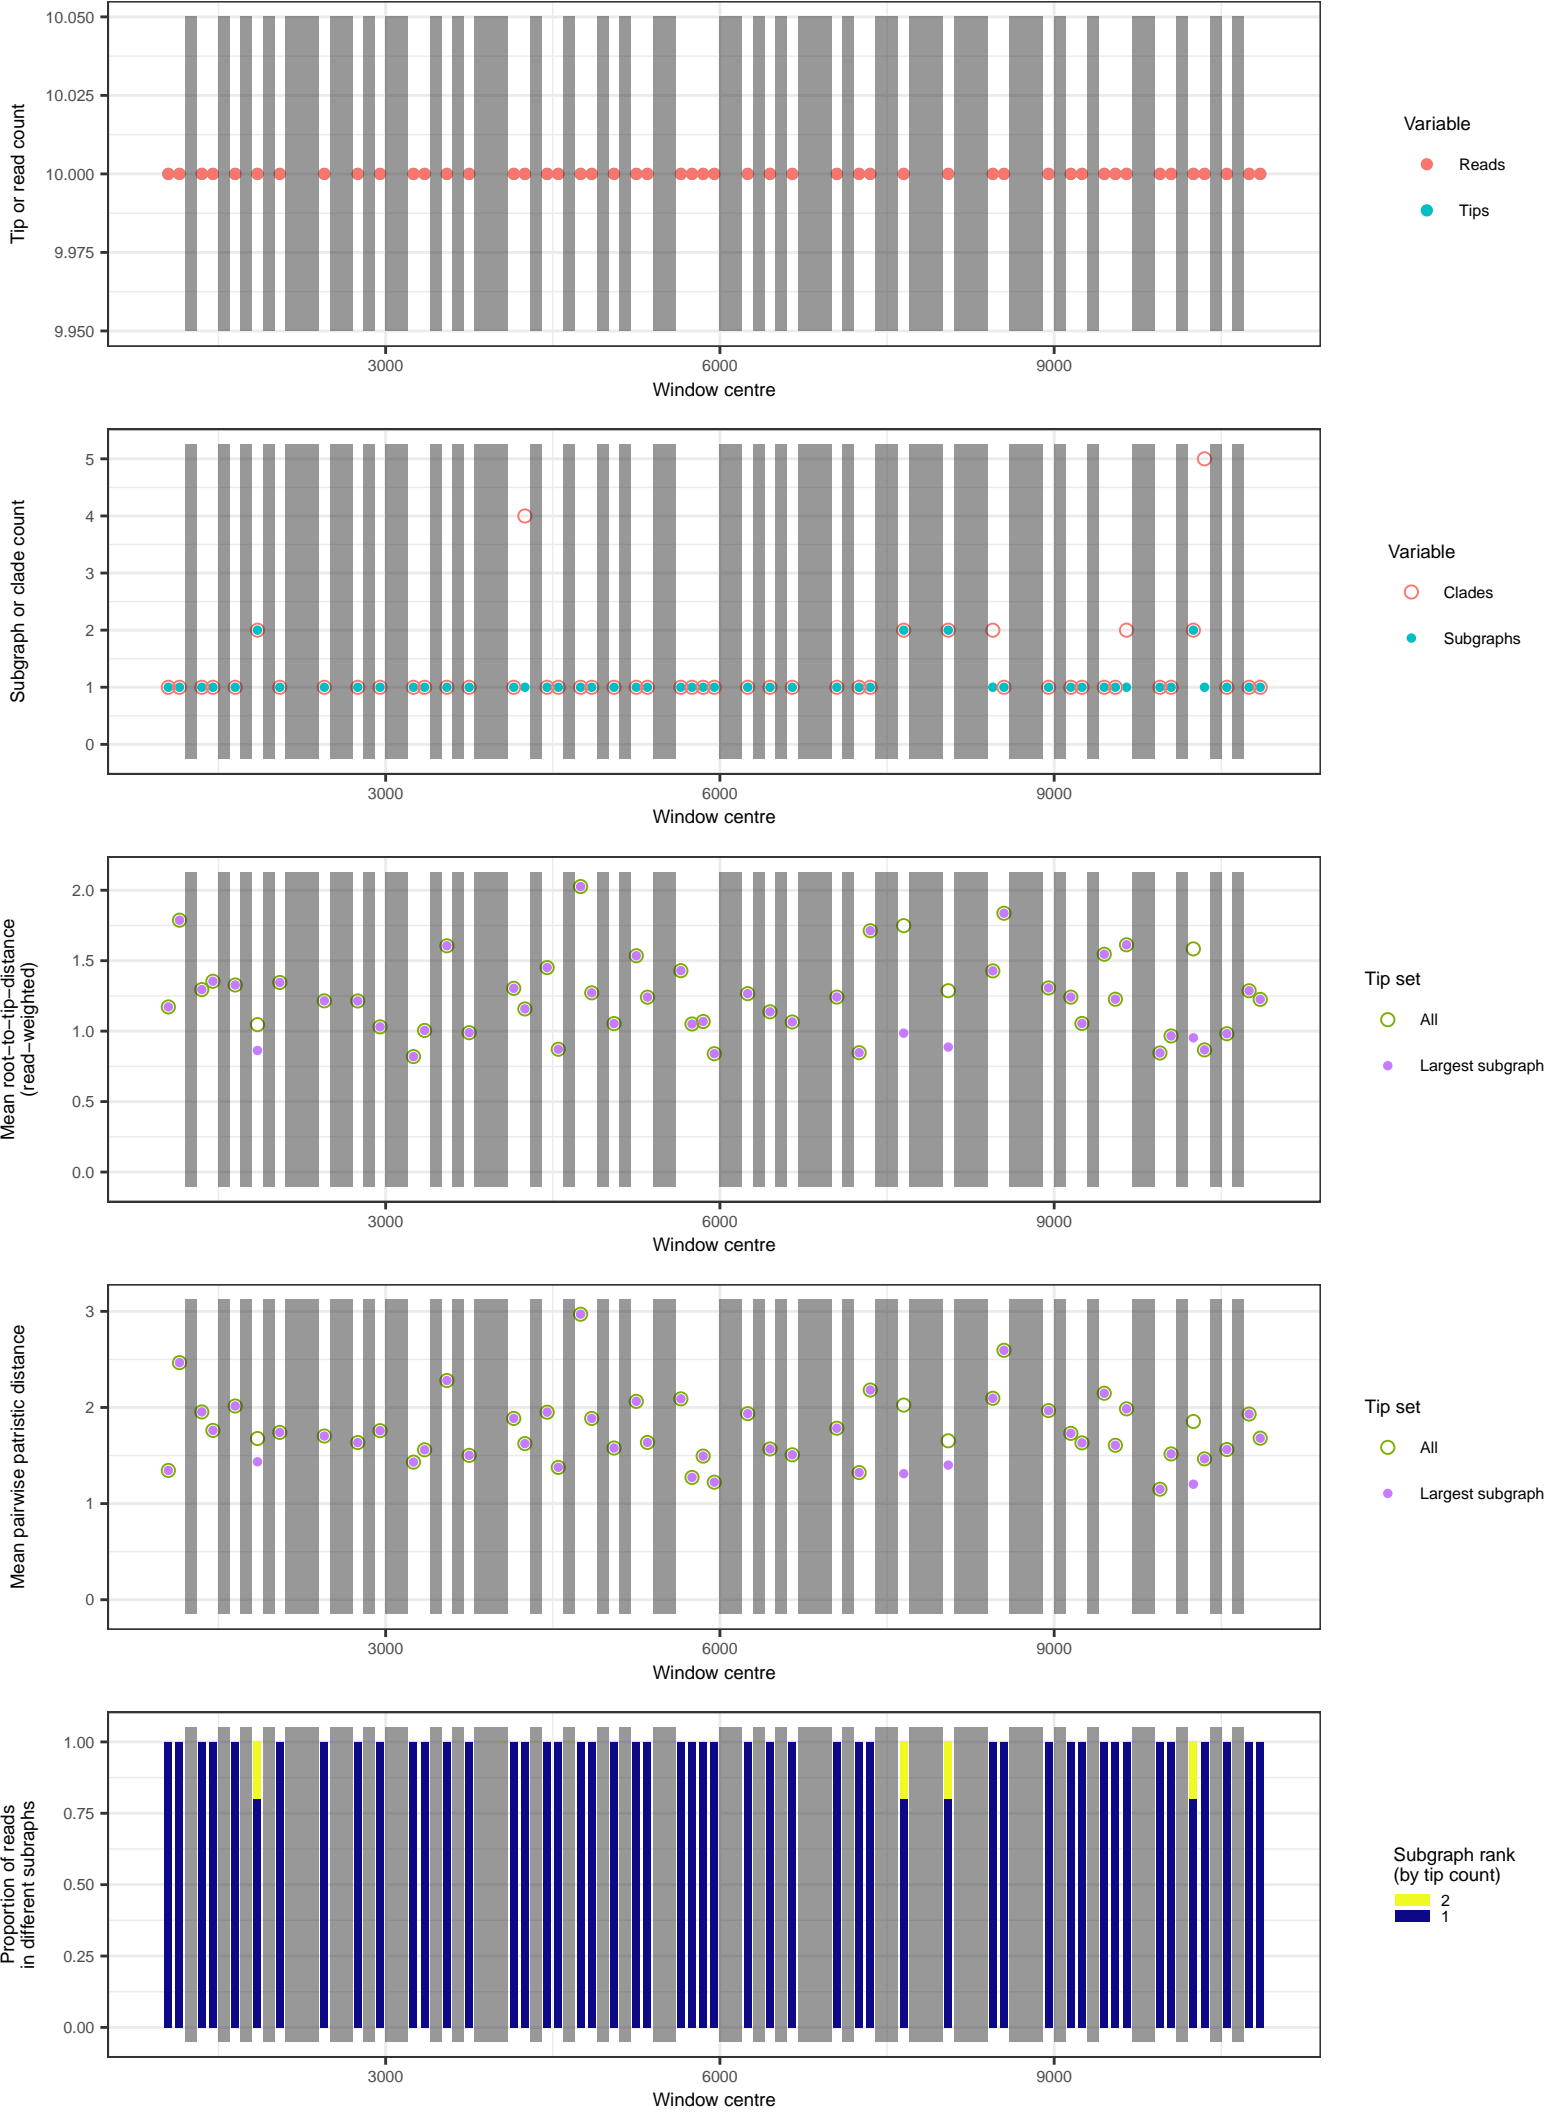 Tip or read count
10.050
10.025
10.000
9.975
9.950
3000
6000
9000
Window centre
Variable
Reads
Tips
Subgraph or clade count
5
4
3
2
1
0
3000
6000
9000
Window centre
Variable
Clades
Subgraphs
Mean root−to−tip−distance
(read−weighted)
2.0
1.5
1.0
0.5
0.0
3000
6000
9000
Window centre
Tip set
All
Largest subgraph
Mean pairwise patristic distance
3
2
1
0
3000
6000
9000
Window centre
Tip set
All
Largest subgraph
Proportion of reads
in different subraphs
1.00
0.75
0.50
0.25
0.00
3000
6000
9000
Window centre
Subgraph rank
(by tip count)
2
1